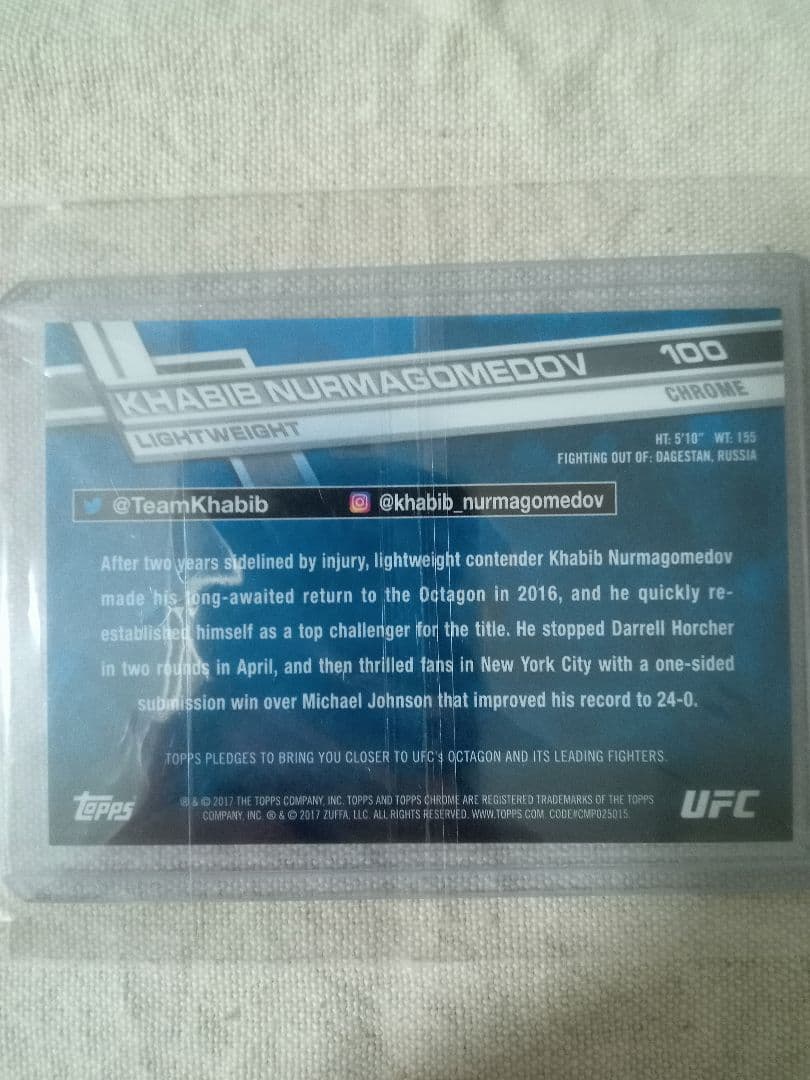 KHABIB NURMAGOMEDOV 100
LIGHTWEIGHT CHROME
HT: 5'10" WT: 155
FIGHTING OUT OF: DAGESTAN, RUSSIA
@TeamKhabib @khabib_nurmagomedov
After two years sidelined by injury, lightweight contender Khabib Nurmagomedov
made his long-awaited return to the Octagon in 2016, and he quickly re-
established himself as a top challenger for the title. He stopped Darrell Horcher
in two rounds in April, and then thrilled fans in New York City with a one-sided
submission win over Michael Johnson that improved his record to 24-0.
TOPPS PLEDGES TO BRING YOU CLOSER TO UFC's OCTAGON AND ITS LEADING FIGHTERS.
® & © 2017 THE TOPPS COMPANY, INC. TOPPS AND TOPPS CHROME ARE REGISTERED TRADEMARKS OF THE TOPPS
COMPANY, INC. ® & © 2017 ZUFFA, LLC. ALL RIGHTS RESERVED. WWW.TOPPS.COM. CODE#CMP025015.
Topps UFC